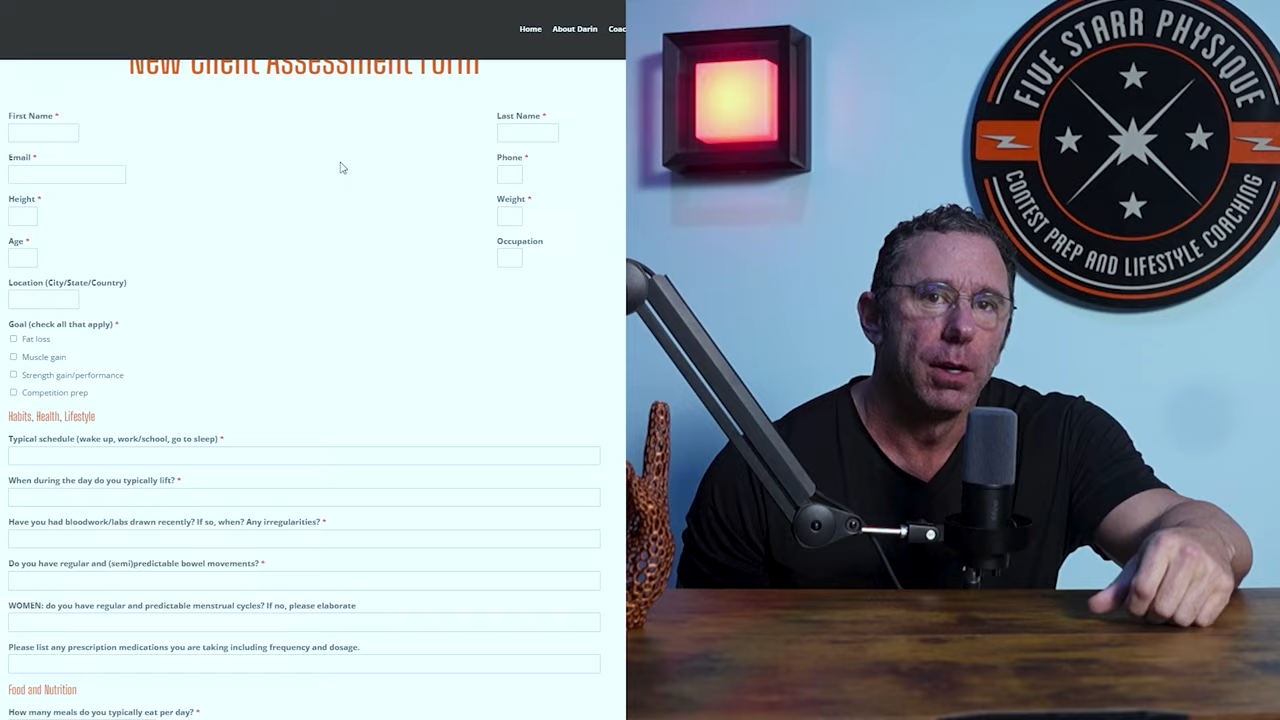 Home About Darin Coac
New Client Assessment Form
First Name *
Last Name *
Email *
Phone *
Height *
Weight *
Age *
Occupation
Location (City/State/Country)
Goal (check all that apply) *
Fat loss
Muscle gain
Strength gain/performance
Competition prep
Habits, Health, Lifestyle
Typical schedule (wake up, work/school, go to sleep) *
When during the day do you typically lift? *
Have you had bloodwork/labs drawn recently? If so, when? Any irregularities? *
Do you have regular and (semi)predictable bowel movements? *
WOMEN: do you have regular and predictable menstrual cycles? If no, please elaborate
Please list any prescription medications you are taking including frequency and dosage.
Food and Nutrition
How many meals do you typically eat per day? *
FIVE STARR PHYSIQUE
CONTEST PREP AND LIFESTYLE COACHING